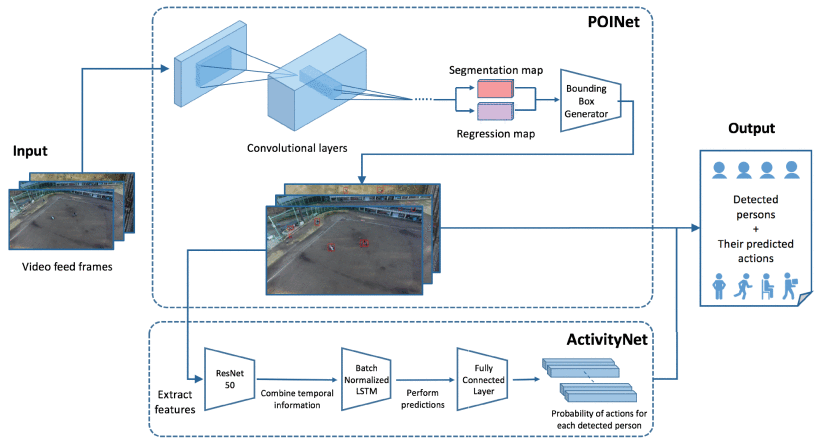 POINet
Segmentation map
Regression map
Bounding
Box
Generator
Convolutional layers
Input
Video feed frames
Output
Detected
persons
+
Their predicted
actions
ActivityNet
Extract
features
ResNet
50
Combine temporal
information
Batch
Normalized
LSTM
Perform
predictions
Fully
Connected
Layer
Probability of actions for
each detected person